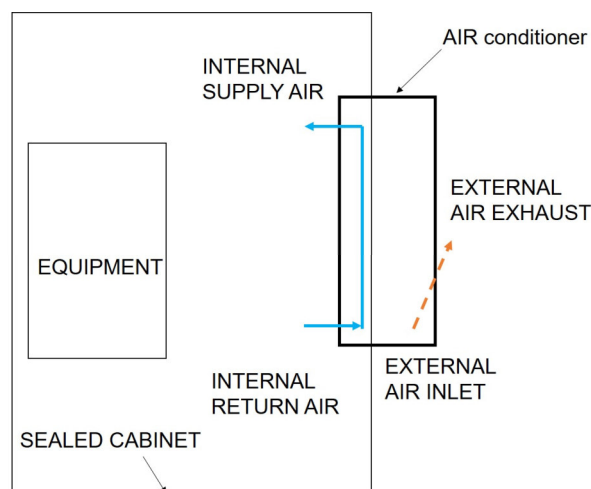 AIR conditioner
INTERNAL
SUPPLY AIR
EXTERNAL
AIR EXHAUST
EQUIPMENT
INTERNAL
RETURN AIR
EXTERNAL
AIR INLET
SEALED CABINET